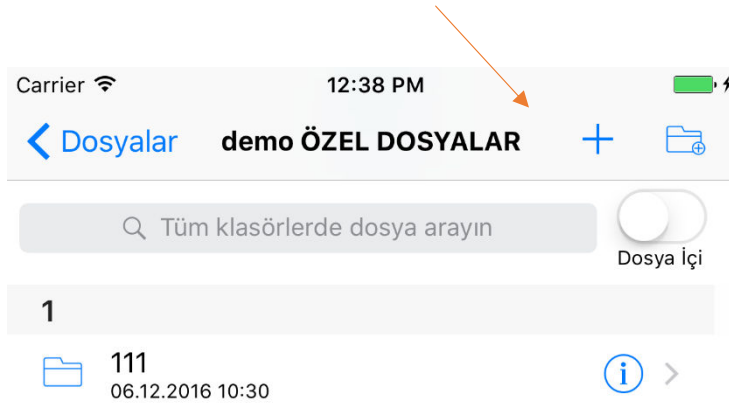 Carrier 12:38 PM
Dosyalar demo ÖZEL DOSYALAR
Tüm klasörlerde dosya arayın
Dosya İçi
1
111
06.12.2016 10:30